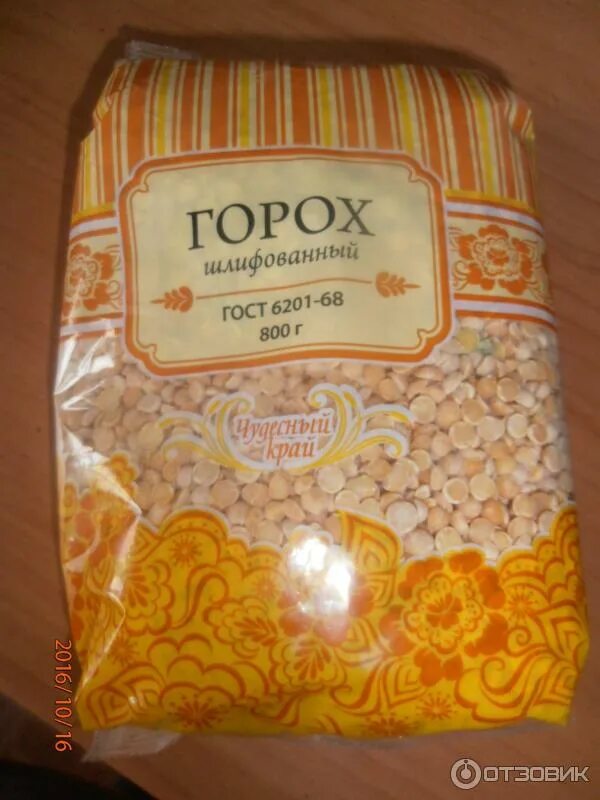 ГОРОХ
шлифованный
ГОСТ 6201-68
800 г
Чудесный
край
2016/10/16
ОТЗОВИК